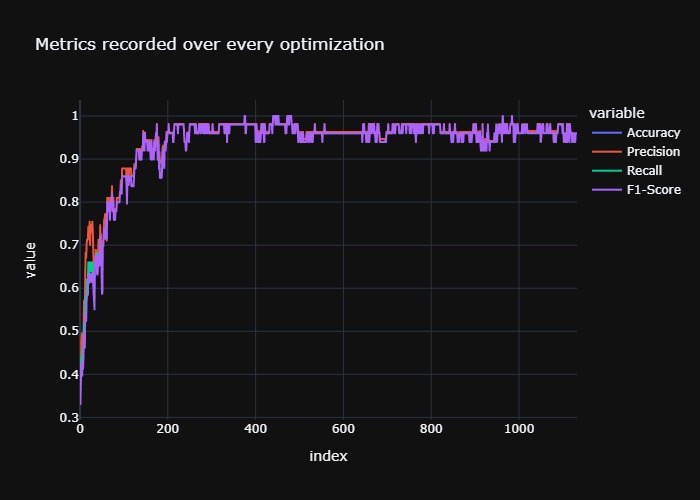 Metrics recorded over every optimization
variable
Accuracy
Precision
Recall
F1-Score
value
1
0.9
0.8
0.7
0.6
0.5
0.4
0.3
0 200 400 600 800 1000
index